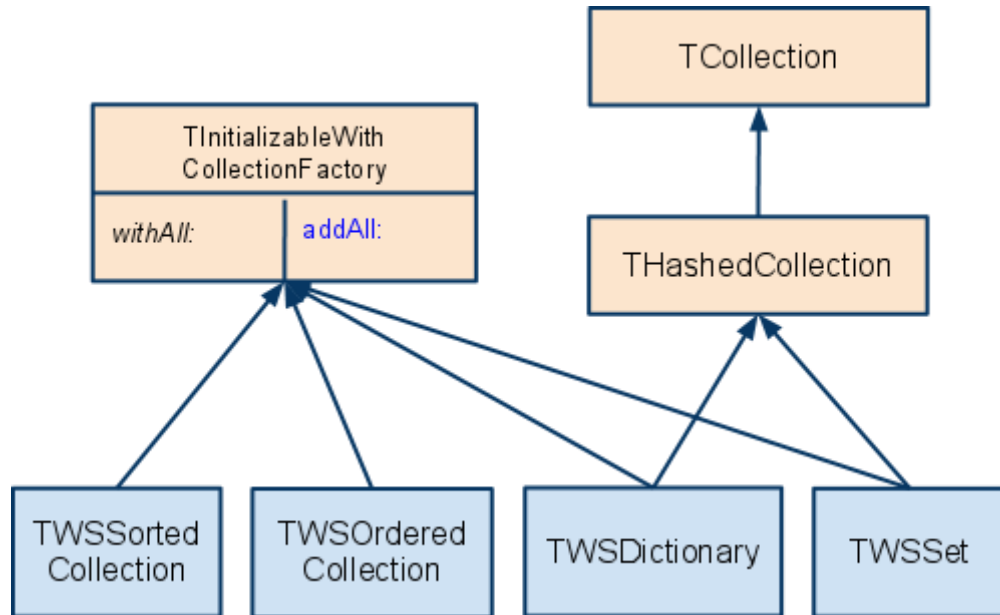 TCollection
TInitializableWith
CollectionFactory
withAll:
addAll:
THashedCollection
TWSSorted
Collection
TWSOrdered
Collection
TWSDictionary
TWSSet